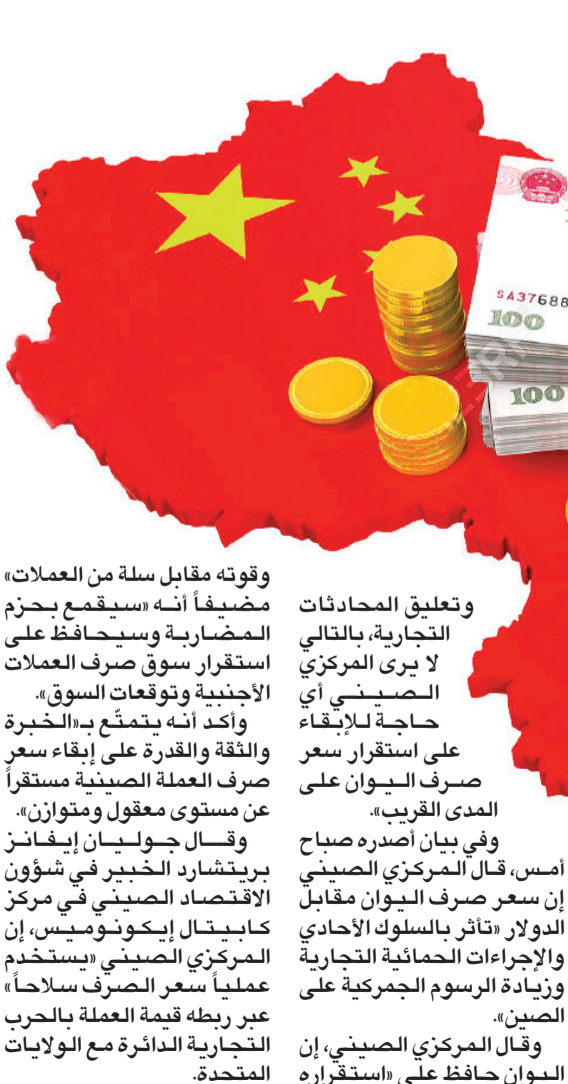 SA37688
100
100
وتعليق المحادثات
التجارية، بالتالي
لا يرى المركزي
الصيني أي
حاجة للإبقاء
على استقرار سعر
صرف اليوان على
المدى القريب».
وفي بيان أصدره صباح
أمس، قال المركزي الصيني
إن سعر صرف اليوان مقابل
الدولار «تأثر بالسلوك الأحادي
والإجراءات الحمائية التجارية
وزيادة الرسوم الجمركية على
الصين».
وقال المركزي الصيني، إن
اليوان حافظ على «استقراره
وقوته مقابل سلة من العملات»
مضيفاً أنه «سيقمع بحزم
المضاربة وسيحافظ على
استقرار سوق صرف العملات
الأجنبية وتوقعات السوق».
وأكد أنه يتمتّع بـ«الخبرة
والثقة والقدرة على إبقاء سعر
صرف العملة الصينية مستقراً
عن مستوى معقول ومتوازن».
وقال جوليان إيفانز
بريتشارد الخبير في شؤون
الاقتصاد الصيني في مركز
كابيتال إيكونوميس، إن
المركزي الصيني «يستخدم
عملياً سعر الصرف سلاحاً»
عبر ربطه قيمة العملة بالحرب
التجارية الدائرة مع الولايات
المتحدة.